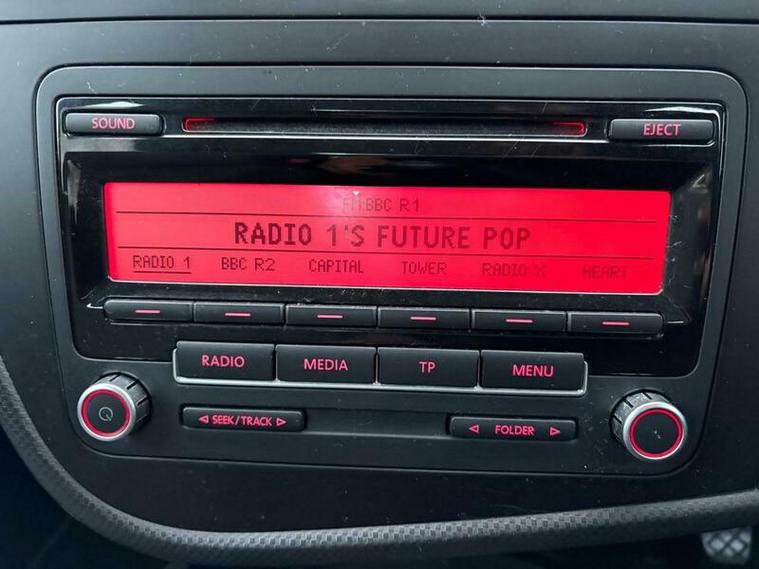 SOUND
EJECT
FM:BBC R1
RADIO 1'S FUTURE POP
RADIO 1 BBC R2 CAPITAL TOWER RADIO X HEART
RADIO MEDIA TP MENU
SEEK/TRACK
FOLDER